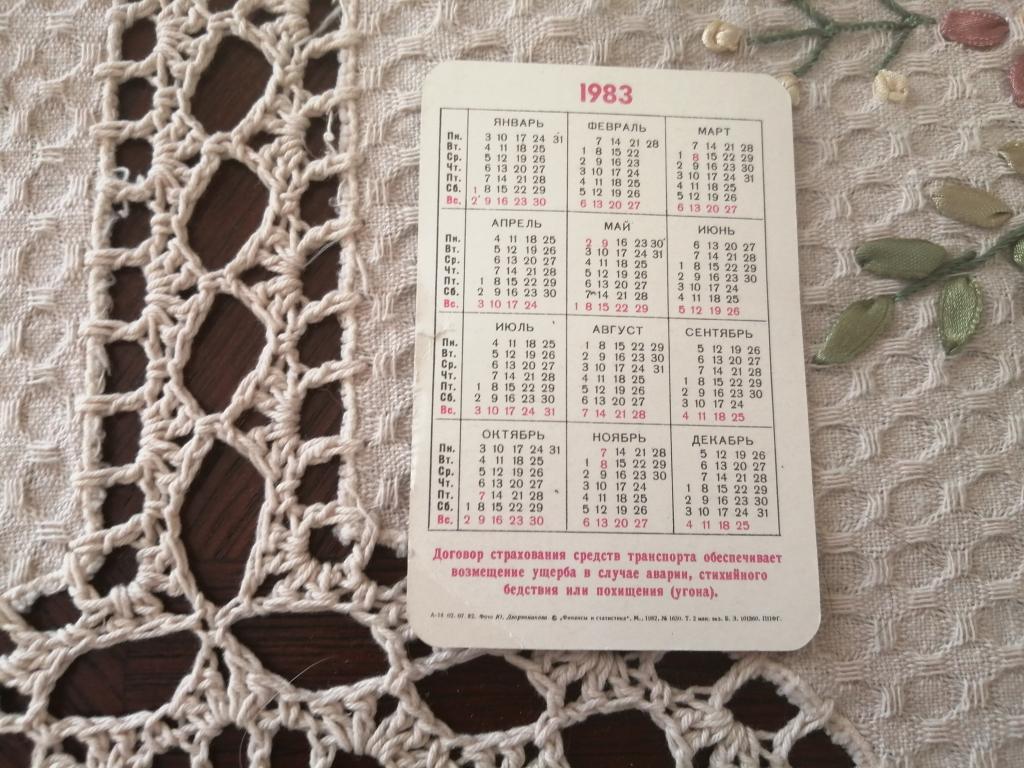 1983
ЯНВАРЬ ФЕВРАЛЬ МАРТ
Пн. 3 10 17 24 31 7 14 21 28 7 14 21 28
Вт. 4 11 18 25 1 8 15 22 1 8 15 22 29
Ср. 5 12 19 26 2 9 16 23 2 9 16 23 30
Чт. 6 13 20 27 3 10 17 24 3 10 17 24 31
Пт. 7 14 21 28 4 11 18 25 4 11 18 25
Сб. 1 8 15 22 29 5 12 19 26 5 12 19 26
Вс. 2 9 16 23 30 6 13 20 27 6 13 20 27
АПРЕЛЬ МАЙ ИЮНЬ
Пн. 4 11 18 25 2 9 16 23 30 6 13 20 27
Вт. 5 12 19 26 3 10 17 24 31 7 14 21 28
Ср. 6 13 20 27 4 11 18 25 1 8 15 22 29
Чт. 7 14 21 28 5 12 19 26 2 9 16 23 30
Пт. 1 8 15 22 29 6 13 20 27 3 10 17 24
Сб. 2 9 16 23 30 7 14 21 28 4 11 18 25
Вс. 3 10 17 24 1 8 15 22 29 5 12 19 26
ИЮЛЬ АВГУСТ СЕНТЯБРЬ
Пн. 4 11 18 25 1 8 15 22 29 5 12 19 26
Вт. 5 12 19 26 2 9 16 23 30 6 13 20 27
Ср. 6 13 20 27 3 10 17 24 31 7 14 21 28
Чт. 7 14 21 28 4 11 18 25 1 8 15 22 29
Пт. 1 8 15 22 29 5 12 19 26 2 9 16 23 30
Сб. 2 9 16 23 30 6 13 20 27 3 10 17 24
Вс. 3 10 17 24 31 7 14 21 28 4 11 18 25
ОКТЯБРЬ НОЯБРЬ ДЕКАБРЬ
Пн. 3 10 17 24 31 7 14 21 28 5 12 19 26
Вт. 4 11 18 25 1 8 15 22 29 6 13 20 27
Ср. 5 12 19 26 2 9 16 23 30 7 14 21 28
Чт. 6 13 20 27 3 10 17 24 1 8 15 22 29
Пт. 7 14 21 28 4 11 18 25 2 9 16 23 30
Сб. 1 8 15 22 29 5 12 19 26 3 10 17 24 31
Вс. 2 9 16 23 30 6 13 20 27 4 11 18 25
Договор страхования средств транспорта обеспечивает
возмещение ущерба в случае аварии, стихийного
бедствия или похищения (угона).
А-14 02. 07. 82. Фото Ю. Дворянинова © „Финансы и статистика", М., 1982, № 1630. Т. 2 млн. экз. З. 101360. ППФГ.